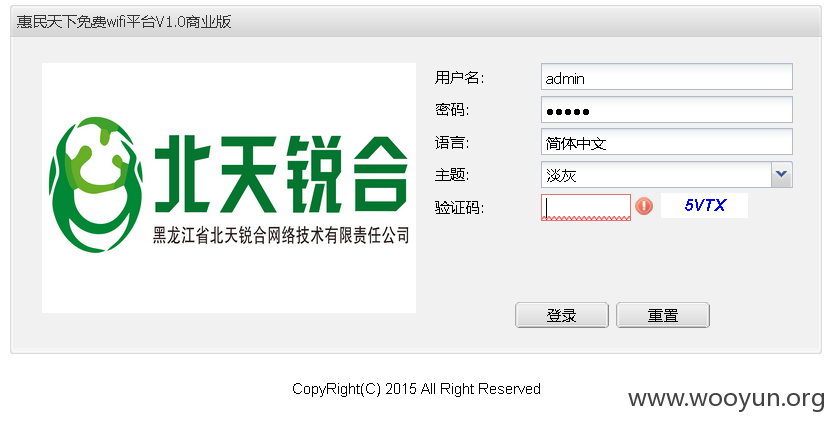 惠民天下免费wifi平台V1.0商业版
北天锐合
黑龙江省北天锐合网络技术有限责任公司
用户名: admin
密码: ●●●●●
语言: 简体中文
主题: 淡灰
验证码: 5VTX
登录 重置
CopyRight(C) 2015 All Right Reserved
www.wooyun.org